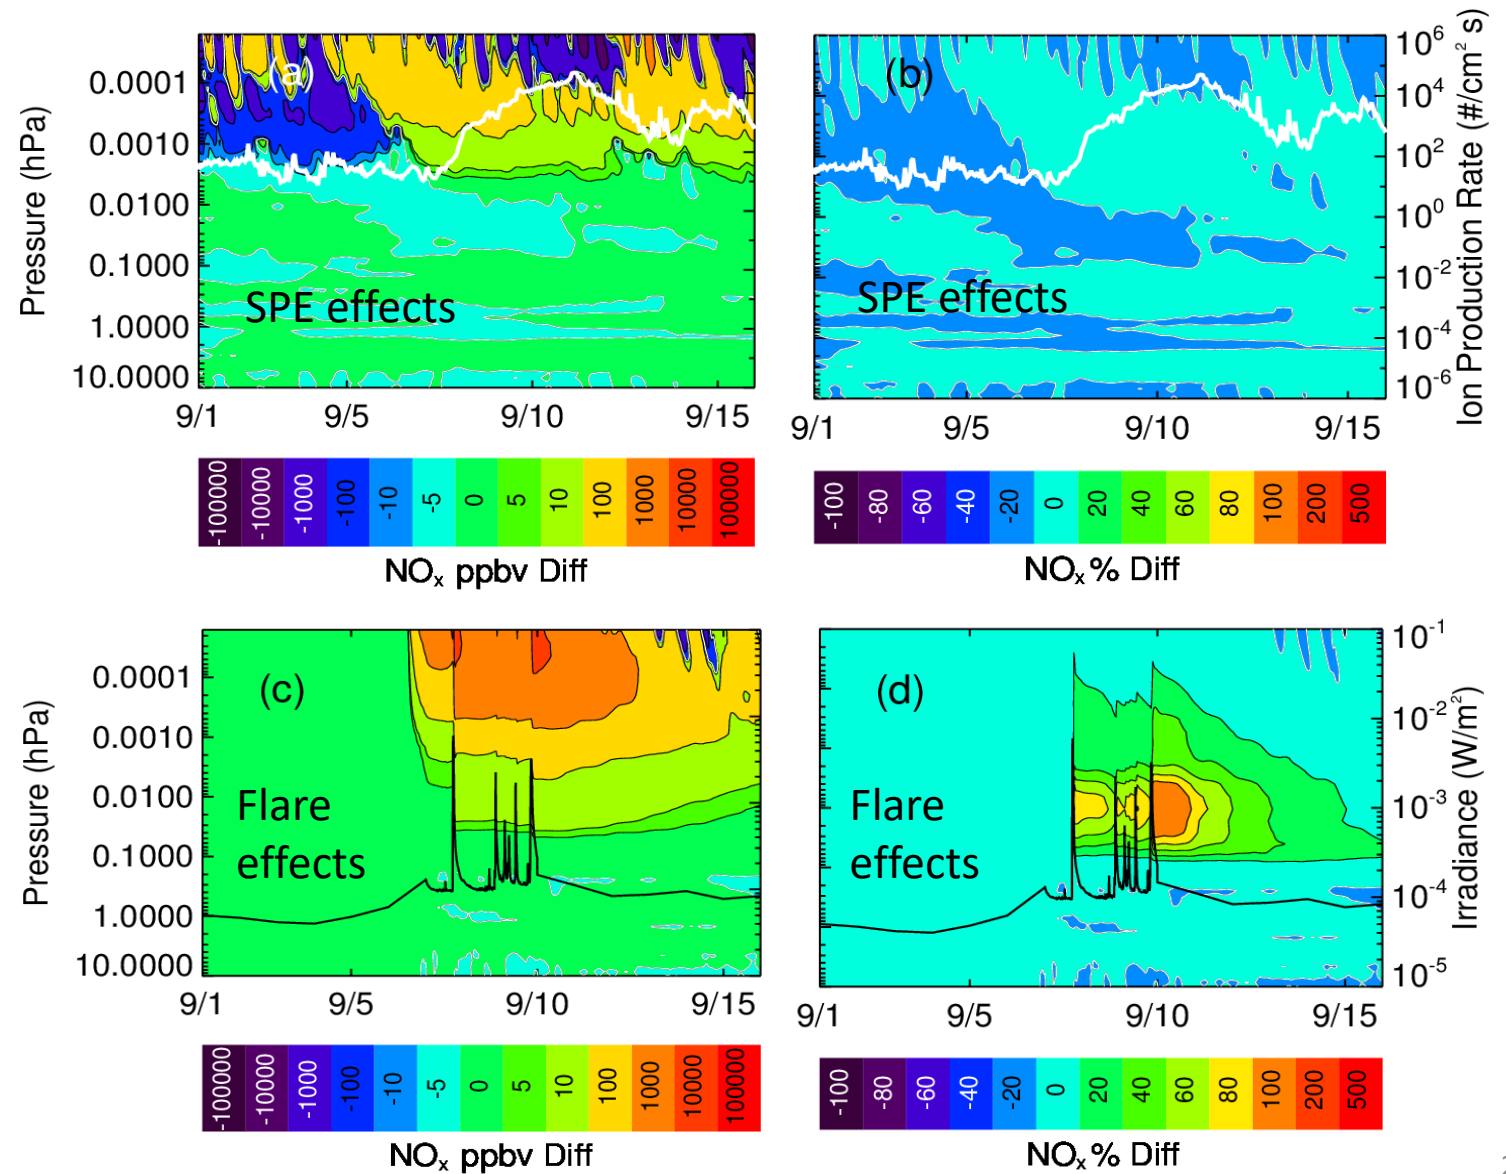 (a)
(b)
Pressure (hPa)
0.0001
0.0010
0.0100
0.1000
1.0000
10.0000
SPE effects
9/1 9/5 9/10 9/15
SPE effects
9/1 9/5 9/10 9/15
10⁶
10⁴
10²
10⁰
10⁻²
10⁻⁴
10⁻⁶
Ion Production Rate (#/cm² s)
-100000 -10000 -1000 -100 -10 -5 0 5 10 100 1000 10000 100000
NOₓ ppbv Diff
-100 -80 -60 -40 -20 0 20 40 60 80 100 200 500
NOₓ % Diff
(c)
(d)
Pressure (hPa)
0.0001
0.0010
0.0100
0.1000
1.0000
10.0000
Flare
effects
9/1 9/5 9/10 9/15
Flare
effects
9/1 9/5 9/10 9/15
10⁻¹
10⁻²
10⁻³
10⁻⁴
10⁻⁵
Irradiance (W/m²)
-100000 -10000 -1000 -100 -10 -5 0 5 10 100 1000 10000 100000
NOₓ ppbv Diff
-100 -80 -60 -40 -20 0 20 40 60 80 100 200 500
NOₓ % Diff